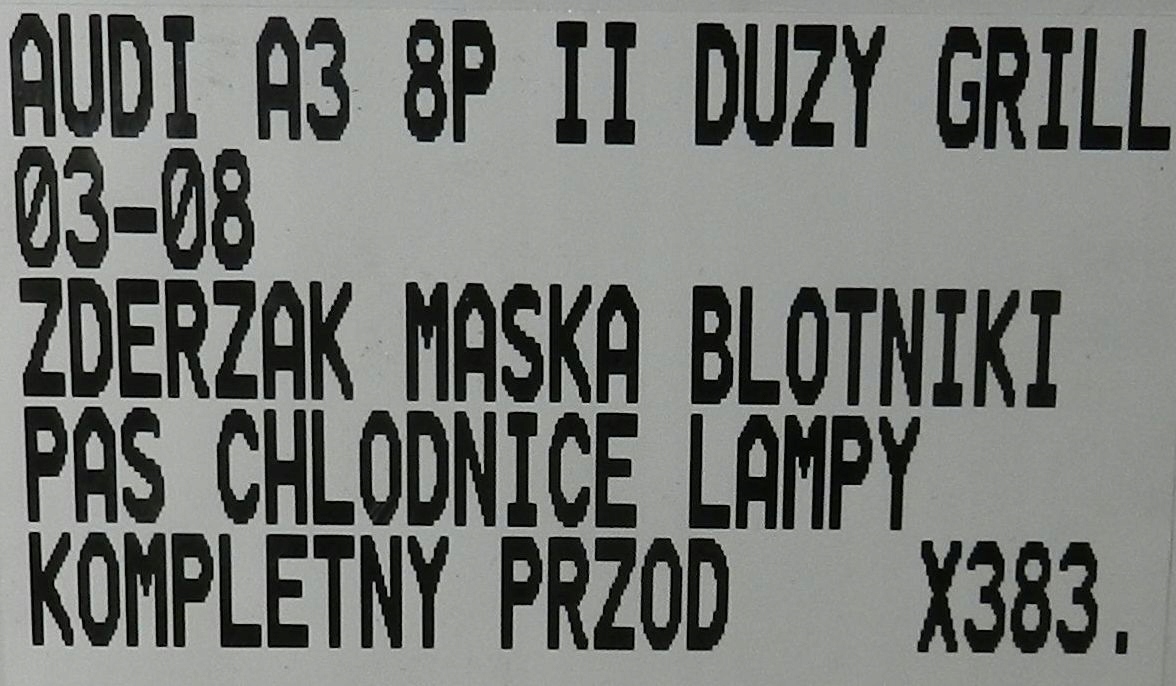 AUDI A3 8P II DUZY GRILL
03-08
ZDERZAK MASKA BLOTNIKI
PAS CHLODNICE LAMPY
KOMPLETNY PRZOD X383.